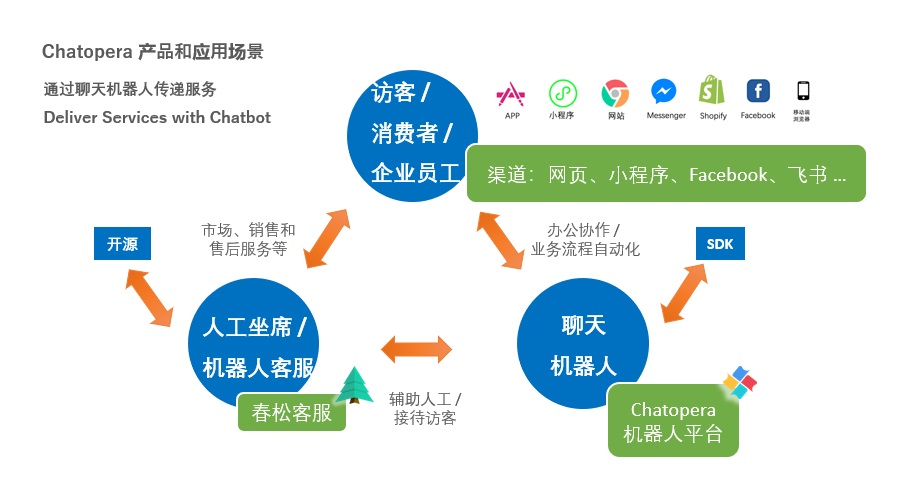 Chatopera 产品和应用场景
通过聊天机器人传递服务
Deliver Services with Chatbot
访客 /
消费者 /
企业员工
APP
小程序
网站
Messenger
Shopify
Facebook
移动端
浏览器
渠道：网页、小程序、Facebook、飞书 ...
开源
市场、销售和
售后服务等
办公协作 /
业务流程自动化
SDK
人工坐席 /
机器人客服
春松客服
辅助人工 /
接待访客
聊天
机器人
Chatopera
机器人平台